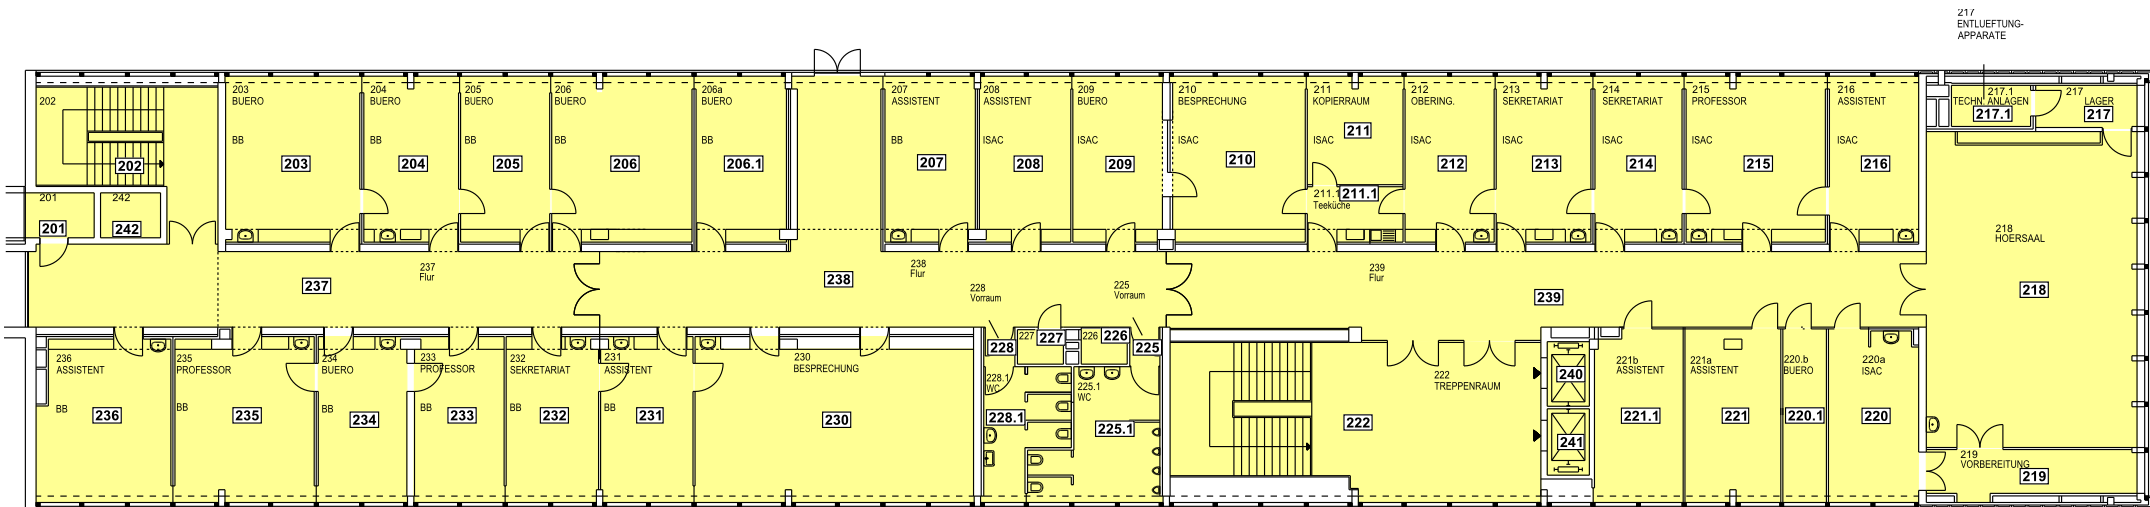 217
ENTLUEFTUNG-
APPARATE
202
202
201
201
242
242
203
BUERO
BB
203
204
BUERO
BB
204
205
BUERO
BB
205
206
BUERO
BB
206
206a
BUERO
BB
206.1
207
ASSISTENT
BB
207
208
ASSISTENT
ISAC
208
209
BUERO
ISAC
209
210
BESPRECHUNG
ISAC
210
211
KOPIERRAUM
ISAC
211
211.1
211.1
Teeküche
212
OBERING.
ISAC
212
213
SEKRETARIAT
ISAC
213
214
SEKRETARIAT
ISAC
214
215
PROFESSOR
ISAC
215
216
ASSISTENT
ISAC
216
217.1
TECHN. ANLAGEN
217.1
217
LAGER
217
218
HOERSAAL
218
237
Flur
237
238
Flur
238
239
Flur
239
228
Vorraum
225
Vorraum
236
ASSISTENT
BB
236
235
PROFESSOR
BB
235
234
BUERO
BB
234
233
PROFESSOR
BB
233
232
SEKRETARIAT
BB
232
231
ASSISTENT
BB
231
230
BESPRECHUNG
230
228
227
227
226
226
225
228.1
WC
228.1
225.1
WC
225.1
222
TREPPENRAUM
222
240
241
221b
ASSISTENT
221.1
221a
ASSISTENT
221
220.b
BUERO
220.1
220a
ISAC
220
219
VORBEREITUNG
219